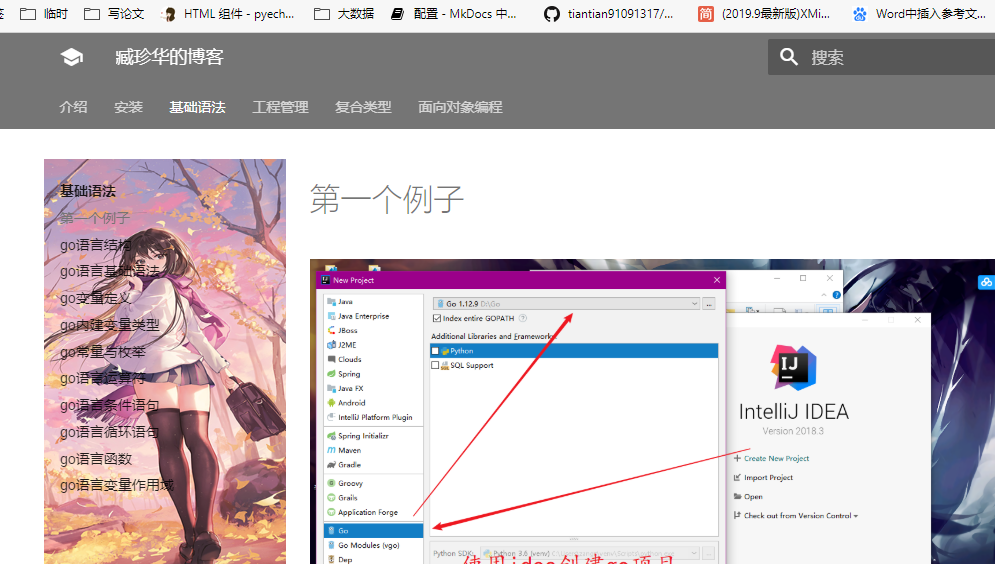 签 临时 写论文 HTML 组件 - pyech... 大数据 配置 - MkDocs 中... tiantian91091317/... (2019.9最新版)XMi... Word中插入参考文...
臧珍华的博客
搜索
介绍 安装 基础语法 工程管理 复合类型 面向对象编程
基础语法
第一个例子
go语言结构
go语言基础语法
go变量定义
go内建变量类型
go常量与枚举
go语言运算符
go语言条件语句
go语言循环语句
go语言函数
go语言变量作用域
第一个例子
New Project
Java
Java Enterprise
JBoss
J2ME
Clouds
Spring
Java FX
Android
IntelliJ Platform Plugin
Spring Initializr
Maven
Gradle
Groovy
Grails
Application Forge
Go
Go Modules (vgo)
Dep
Go 1.12.9 D:\Go
Index entire GOPATH
Additional Libraries and Frameworks:
Python
SQL Support
Python SDK: Python 3.6 (venv)
使用idea创建go项目
IntelliJ IDEA
Version 2018.3
Create New Project
Import Project
Open
Check out from Version Control